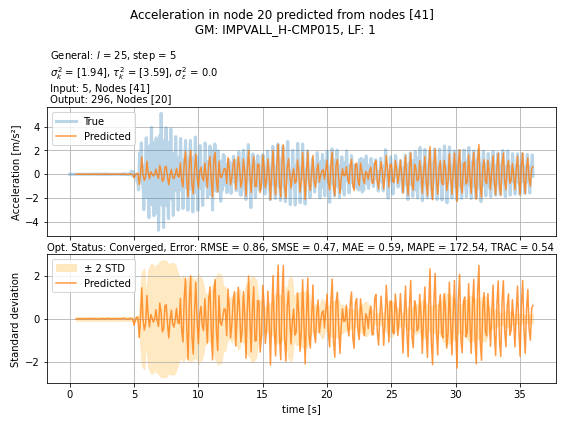 Acceleration in node 20 predicted from nodes [41]
GM: IMPVALL_H-CMP015, LF: 1
General: l = 25, step = 5
σ²ₖ = [1.94], τ²ₖ = [3.59], σ²ε = 0.0
Input: 5, Nodes [41]
Output: 296, Nodes [20]
True
Predicted
Acceleration [m/s²]
4
2
0
−2
−4
Opt. Status: Converged, Error: RMSE = 0.86, SMSE = 0.47, MAE = 0.59, MAPE = 172.54, TRAC = 0.54
± 2 STD
Predicted
Standard deviation
2
0
−2
0 5 10 15 20 25 30 35
time [s]